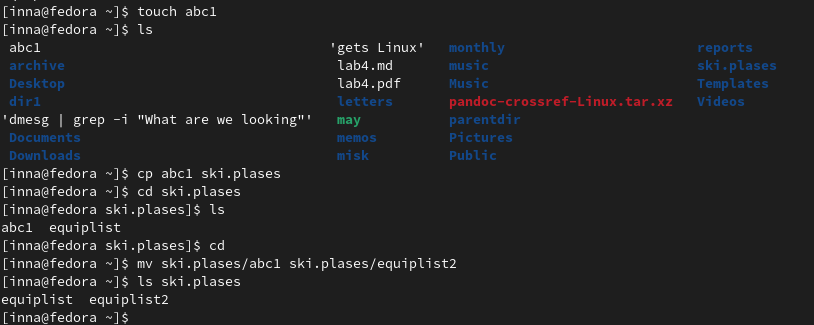 [inna@fedora ~]$ touch abc1
[inna@fedora ~]$ ls
abc1 'gets Linux' monthly reports
archive lab4.md music ski.plases
Desktop lab4.pdf Music Templates
dir1 letters pandoc-crossref-Linux.tar.xz Videos
'dmesg | grep -i "What are we looking"' may parentdir
Documents memos Pictures
Downloads misk Public
[inna@fedora ~]$ cp abc1 ski.plases
[inna@fedora ~]$ cd ski.plases
[inna@fedora ski.plases]$ ls
abc1 equiplist
[inna@fedora ski.plases]$ cd
[inna@fedora ~]$ mv ski.plases/abc1 ski.plases/equiplist2
[inna@fedora ~]$ ls ski.plases
equiplist equiplist2
[inna@fedora ~]$